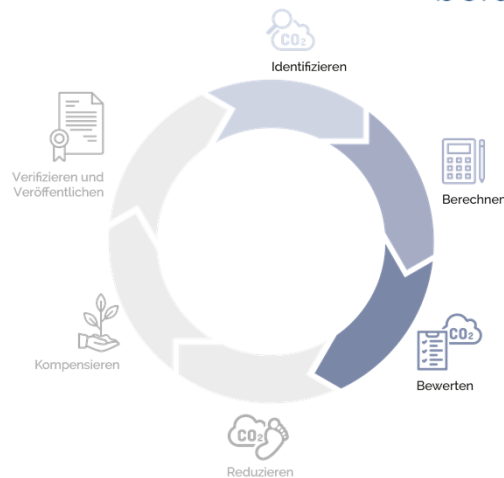 CO₂
Identifizieren
Berechnen
CO₂
Bewerten
CO₂
Reduzieren
Kompensieren
Verifizieren und
Veröffentlichen